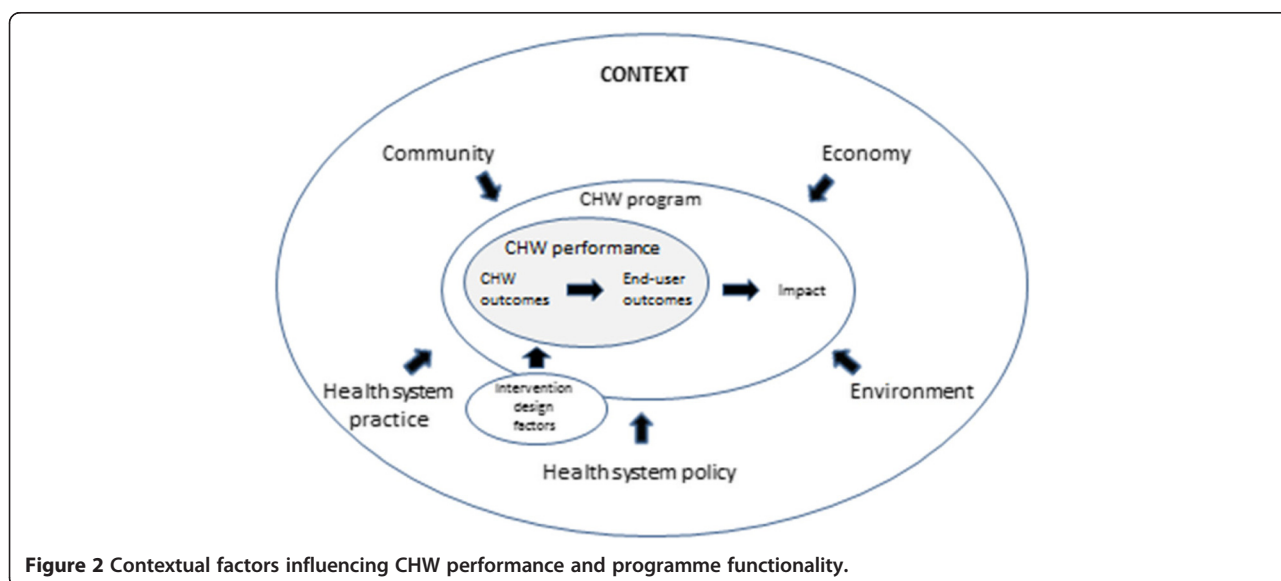 CONTEXT
Community
Economy
CHW program
CHW performance
CHW
outcomes
End-user
outcomes
Impact
Health system
practice
Intervention
design
factors
Environment
Health system policy
Figure 2 Contextual factors influencing CHW performance and programme functionality.